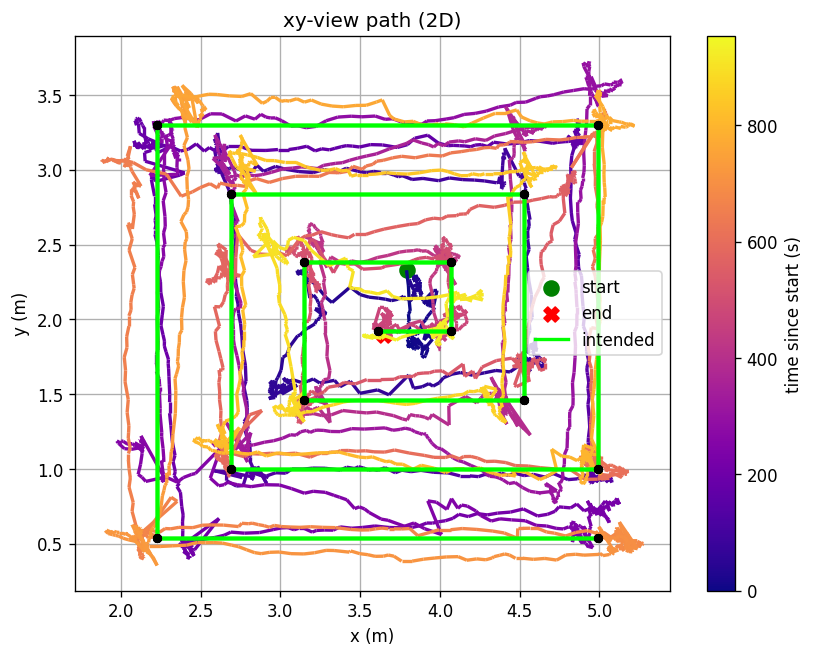 xy-view path (2D)
3.5
3.0
2.5
2.0
1.5
1.0
0.5
y (m)
2.0 2.5 3.0 3.5 4.0 4.5 5.0
x (m)
start
end
intended
800
600
400
200
0
time since start (s)